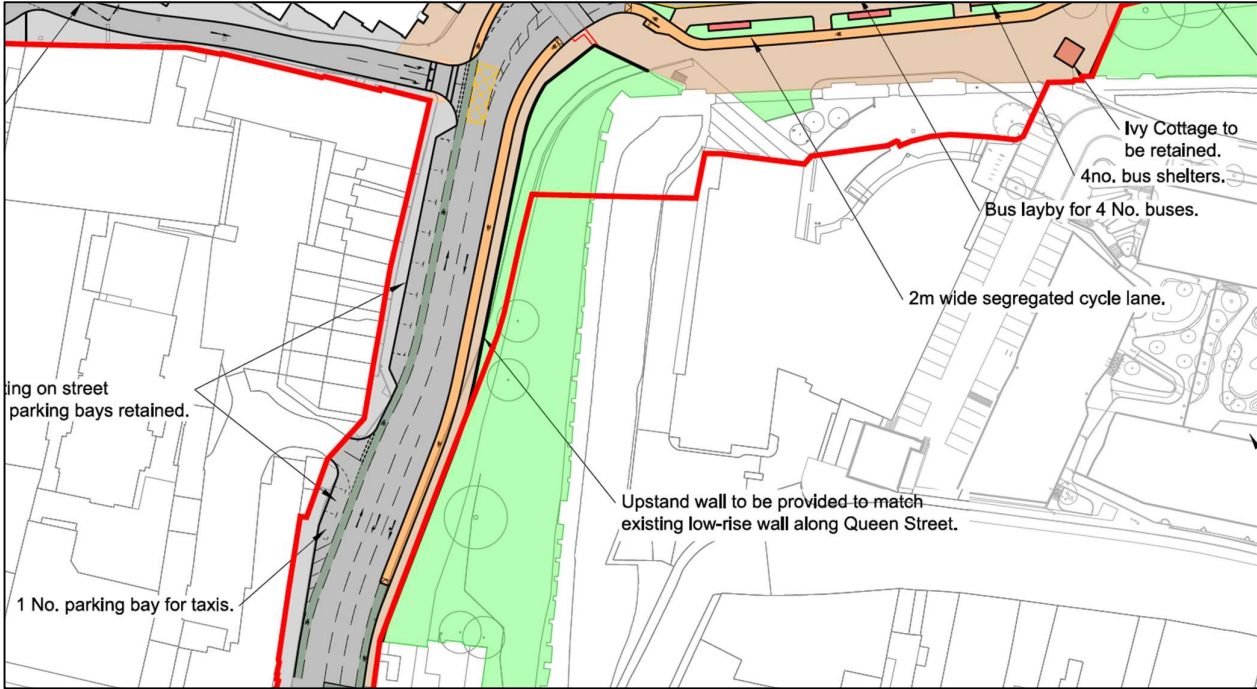 Ivy Cottage to
be retained.
4no. bus shelters.
Bus layby for 4 No. buses.
2m wide segregated cycle lane.
on street
parking bays retained.
Upstand wall to be provided to match
existing low-rise wall along Queen Street.
1 No. parking bay for taxis.